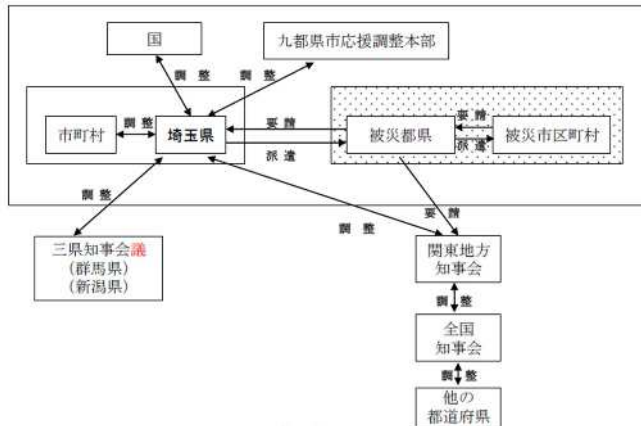 国
九都県市応援調整本部
調整
調整
市町村
調整
埼玉県
要請
派遣
被災都県
要請
派遣
被災市区町村
調整
調整
要請
三県知事会議
(群馬県)
(新潟県)
関東地方
知事会
調整
全国
知事会
調整
他の
都道府県